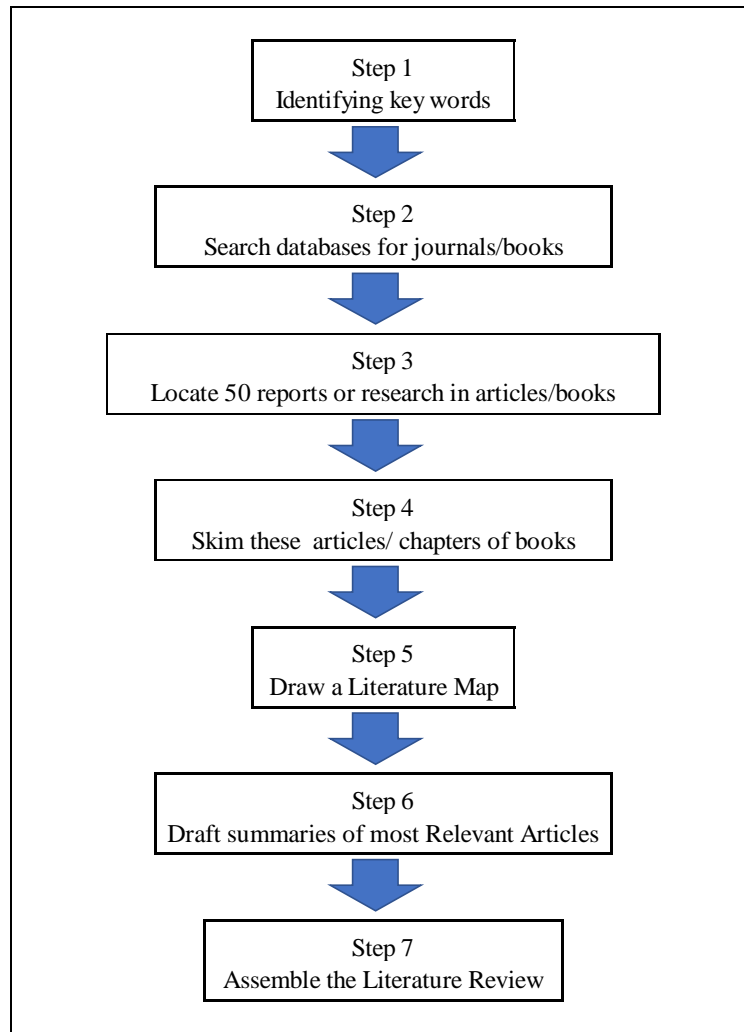 Step 1
Identifying key words
Step 2
Search databases for journals/books
Step 3
Locate 50 reports or research in articles/books
Step 4
Skim these articles/ chapters of books
Step 5
Draw a Literature Map
Step 6
Draft summaries of most Relevant Articles
Step 7
Assemble the Literature Review